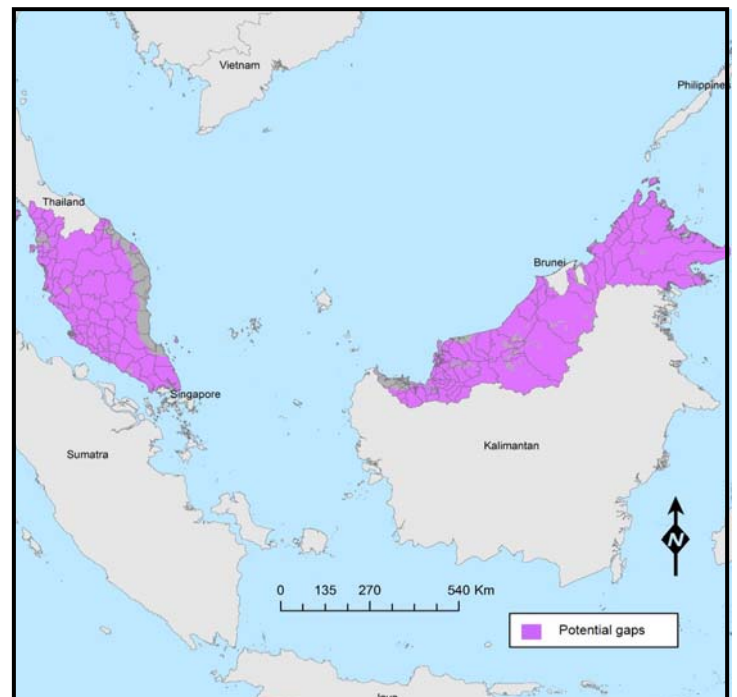 Vietnam
Philippines
Thailand
Brunei
Singapore
Sumatra
Kalimantan
N
0 135 270 540 Km
Potential gaps